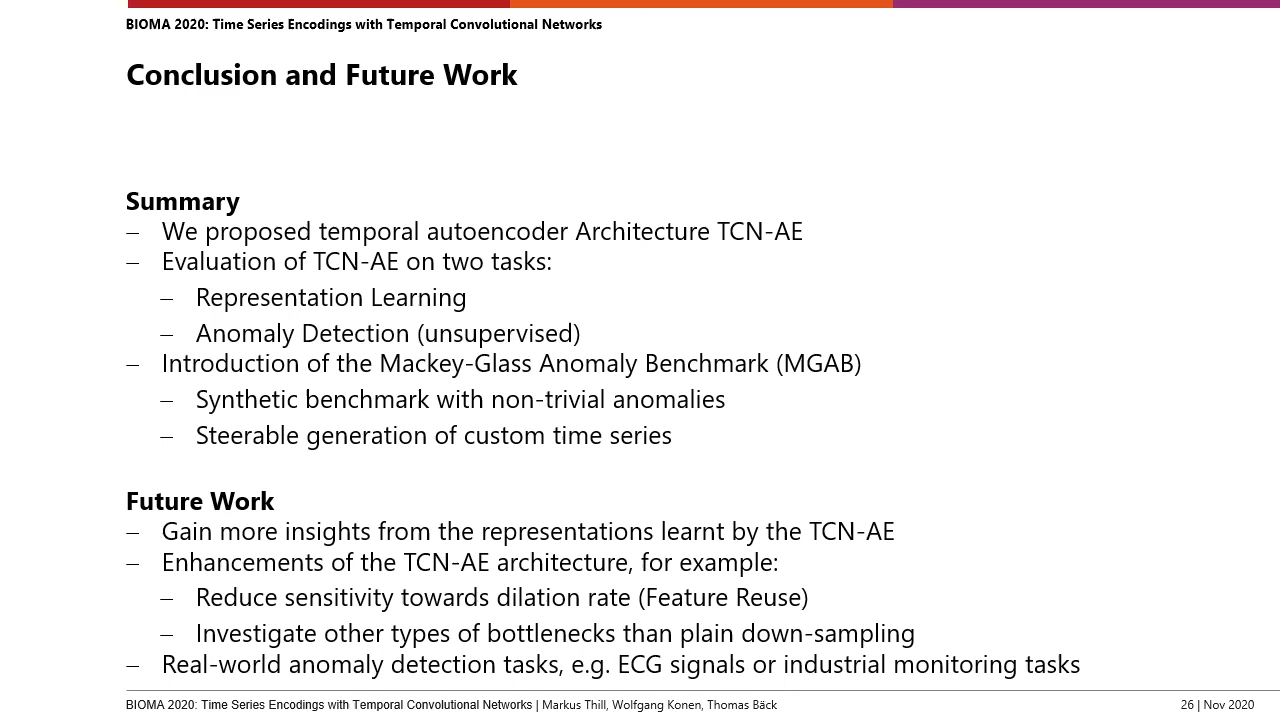 BIOMA 2020: Time Series Encodings with Temporal Convolutional Networks
Conclusion and Future Work
Summary
– We proposed temporal autoencoder Architecture TCN-AE
– Evaluation of TCN-AE on two tasks:
– Representation Learning
– Anomaly Detection (unsupervised)
– Introduction of the Mackey-Glass Anomaly Benchmark (MGAB)
– Synthetic benchmark with non-trivial anomalies
– Steerable generation of custom time series
Future Work
– Gain more insights from the representations learnt by the TCN-AE
– Enhancements of the TCN-AE architecture, for example:
– Reduce sensitivity towards dilation rate (Feature Reuse)
– Investigate other types of bottlenecks than plain down-sampling
– Real-world anomaly detection tasks, e.g. ECG signals or industrial monitoring tasks
BIOMA 2020: Time Series Encodings with Temporal Convolutional Networks | Markus Thill, Wolfgang Konen, Thomas Bäck 26 | Nov 2020